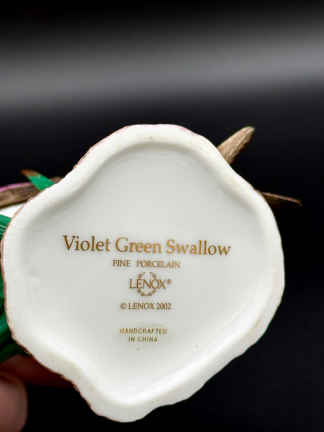 Violet Green Swallow
FINE PORCELAIN
LENOX®
© LENOX 2002
HANDCRAFTED
IN CHINA